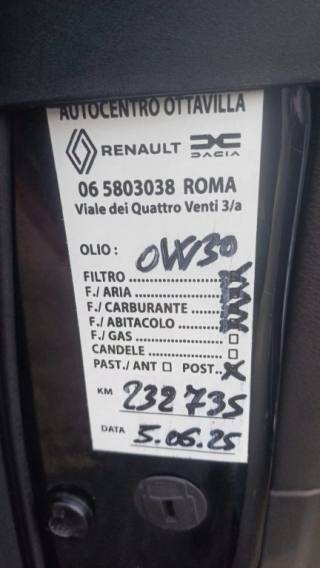 AUTOCENTRO OTTAVILLA
RENAULT DACIA
06 5803038 ROMA
Viale dei Quattro Venti 3/a
OLIO: 0W30
FILTRO ........................ X
F./ARIA ........................ X
F./CARBURANTE ........ X
F./ABITACOLO ............ X
F./GAS ........................ □
CANDELE .................... □
PAST./ANT □ POST.. X
KM 232735
DATA 5.06.25